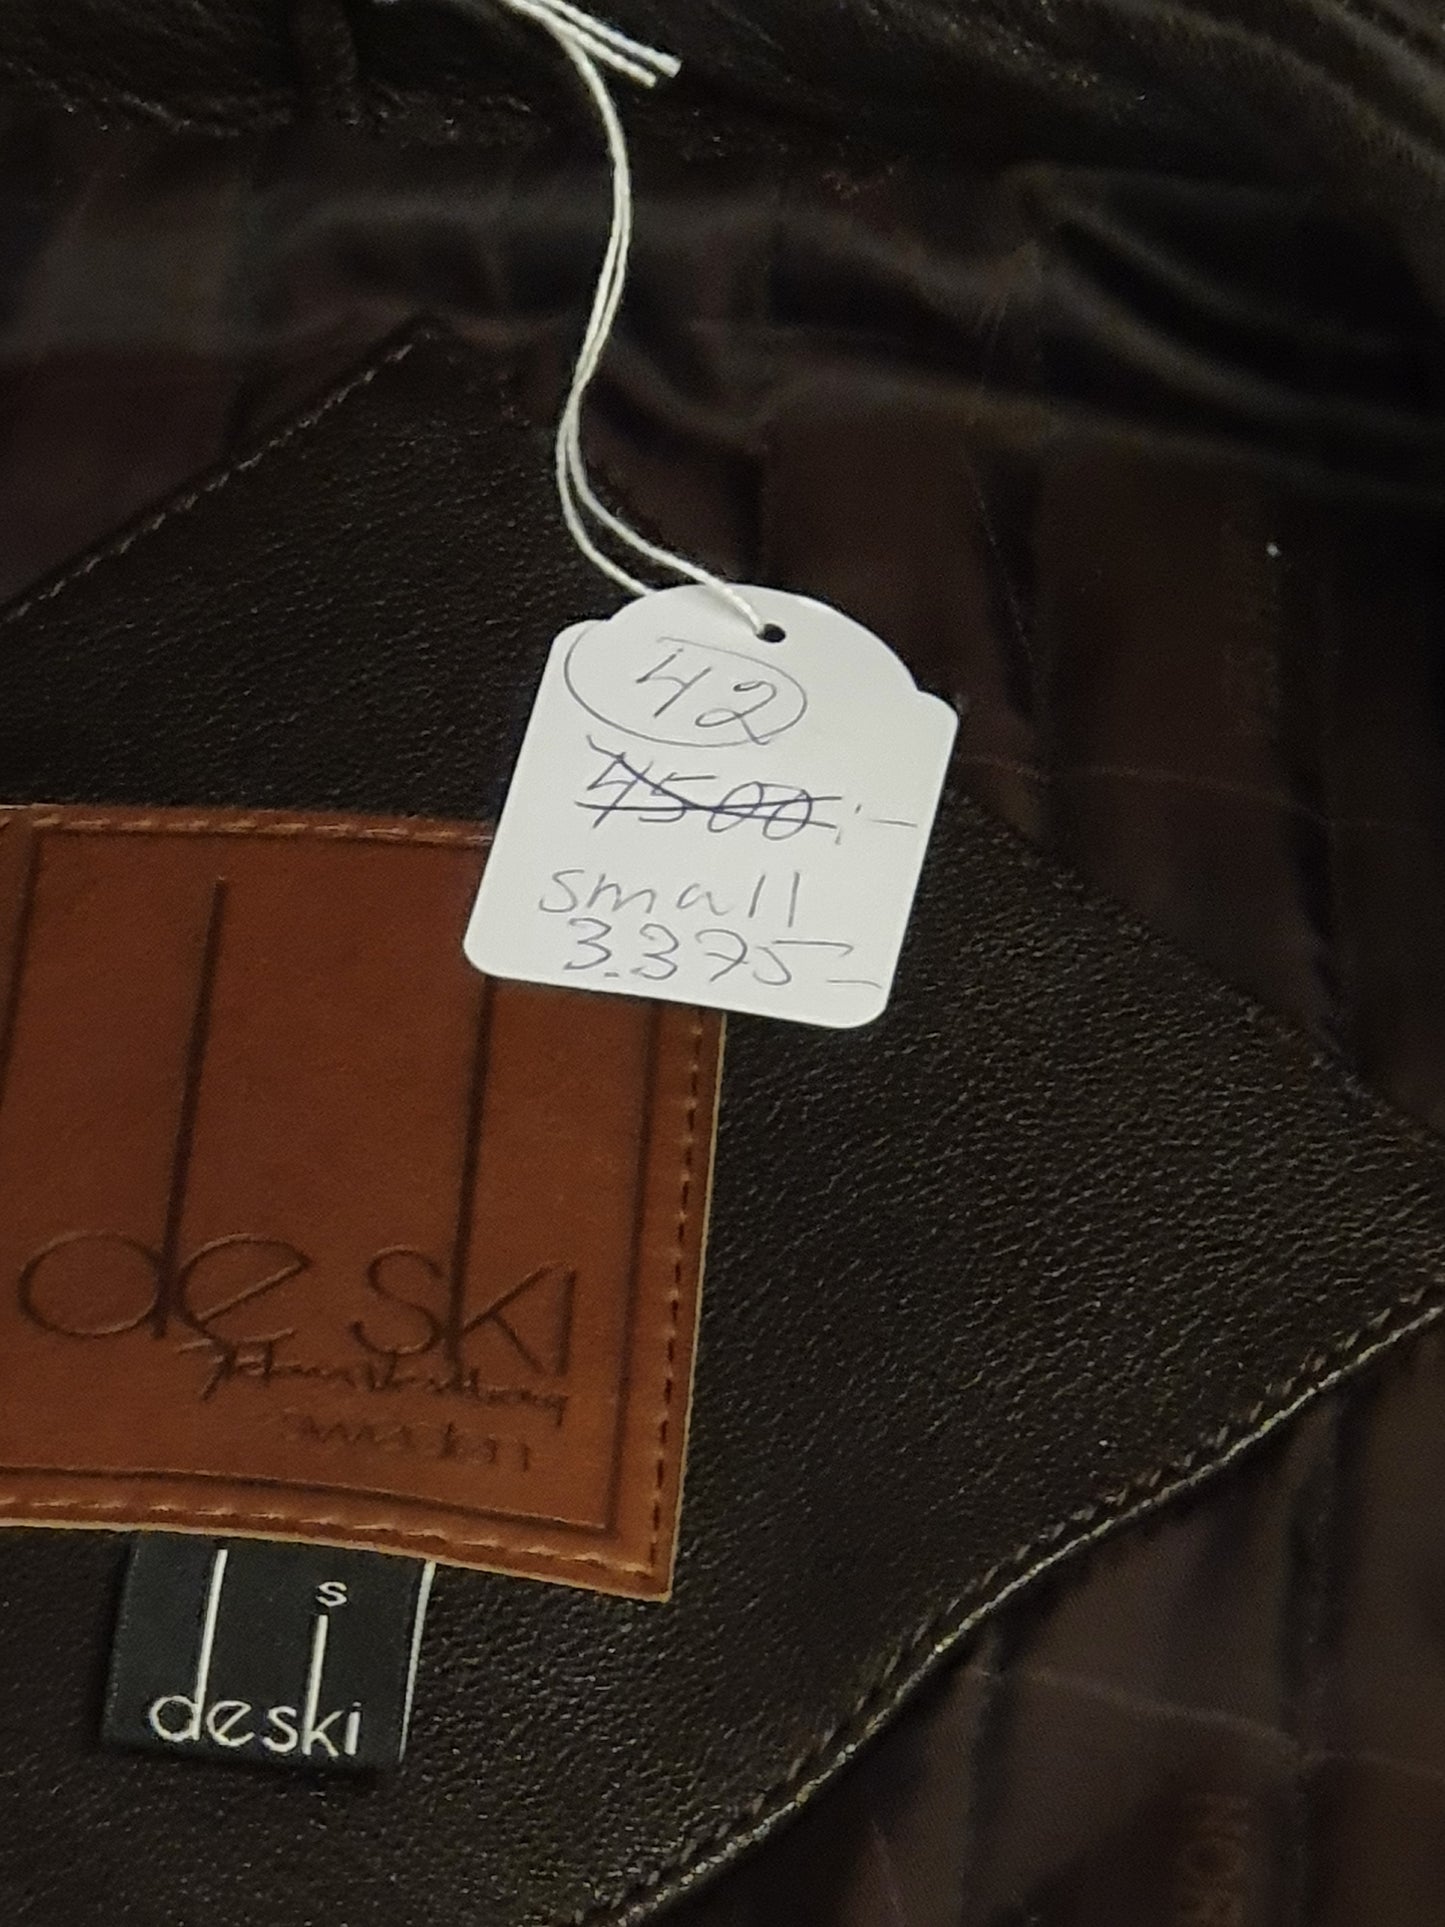 42
4500:-
small
3.375-
de ski
s
deski